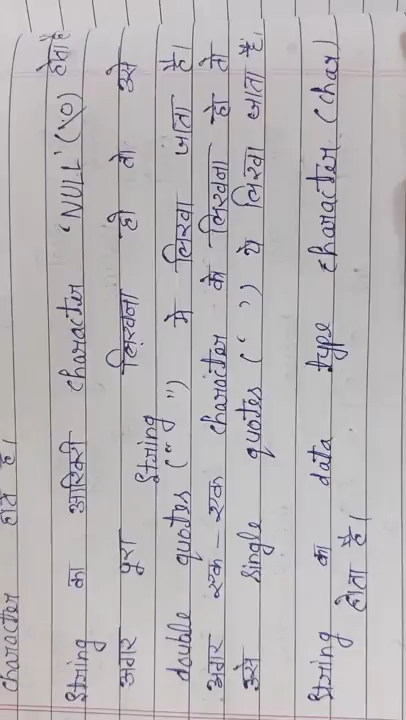 character होते है।
string का आखिरी character 'NULL' (\0) होता है
अगर पूरा string लिखना हो तो उसे
double quotes (" ") में लिखा जाता है।
अगर एक-एक character को लिखना हो तो
उसे single quotes (' ') ये लिखा जाता है।
string का data type character (char)
होता है।